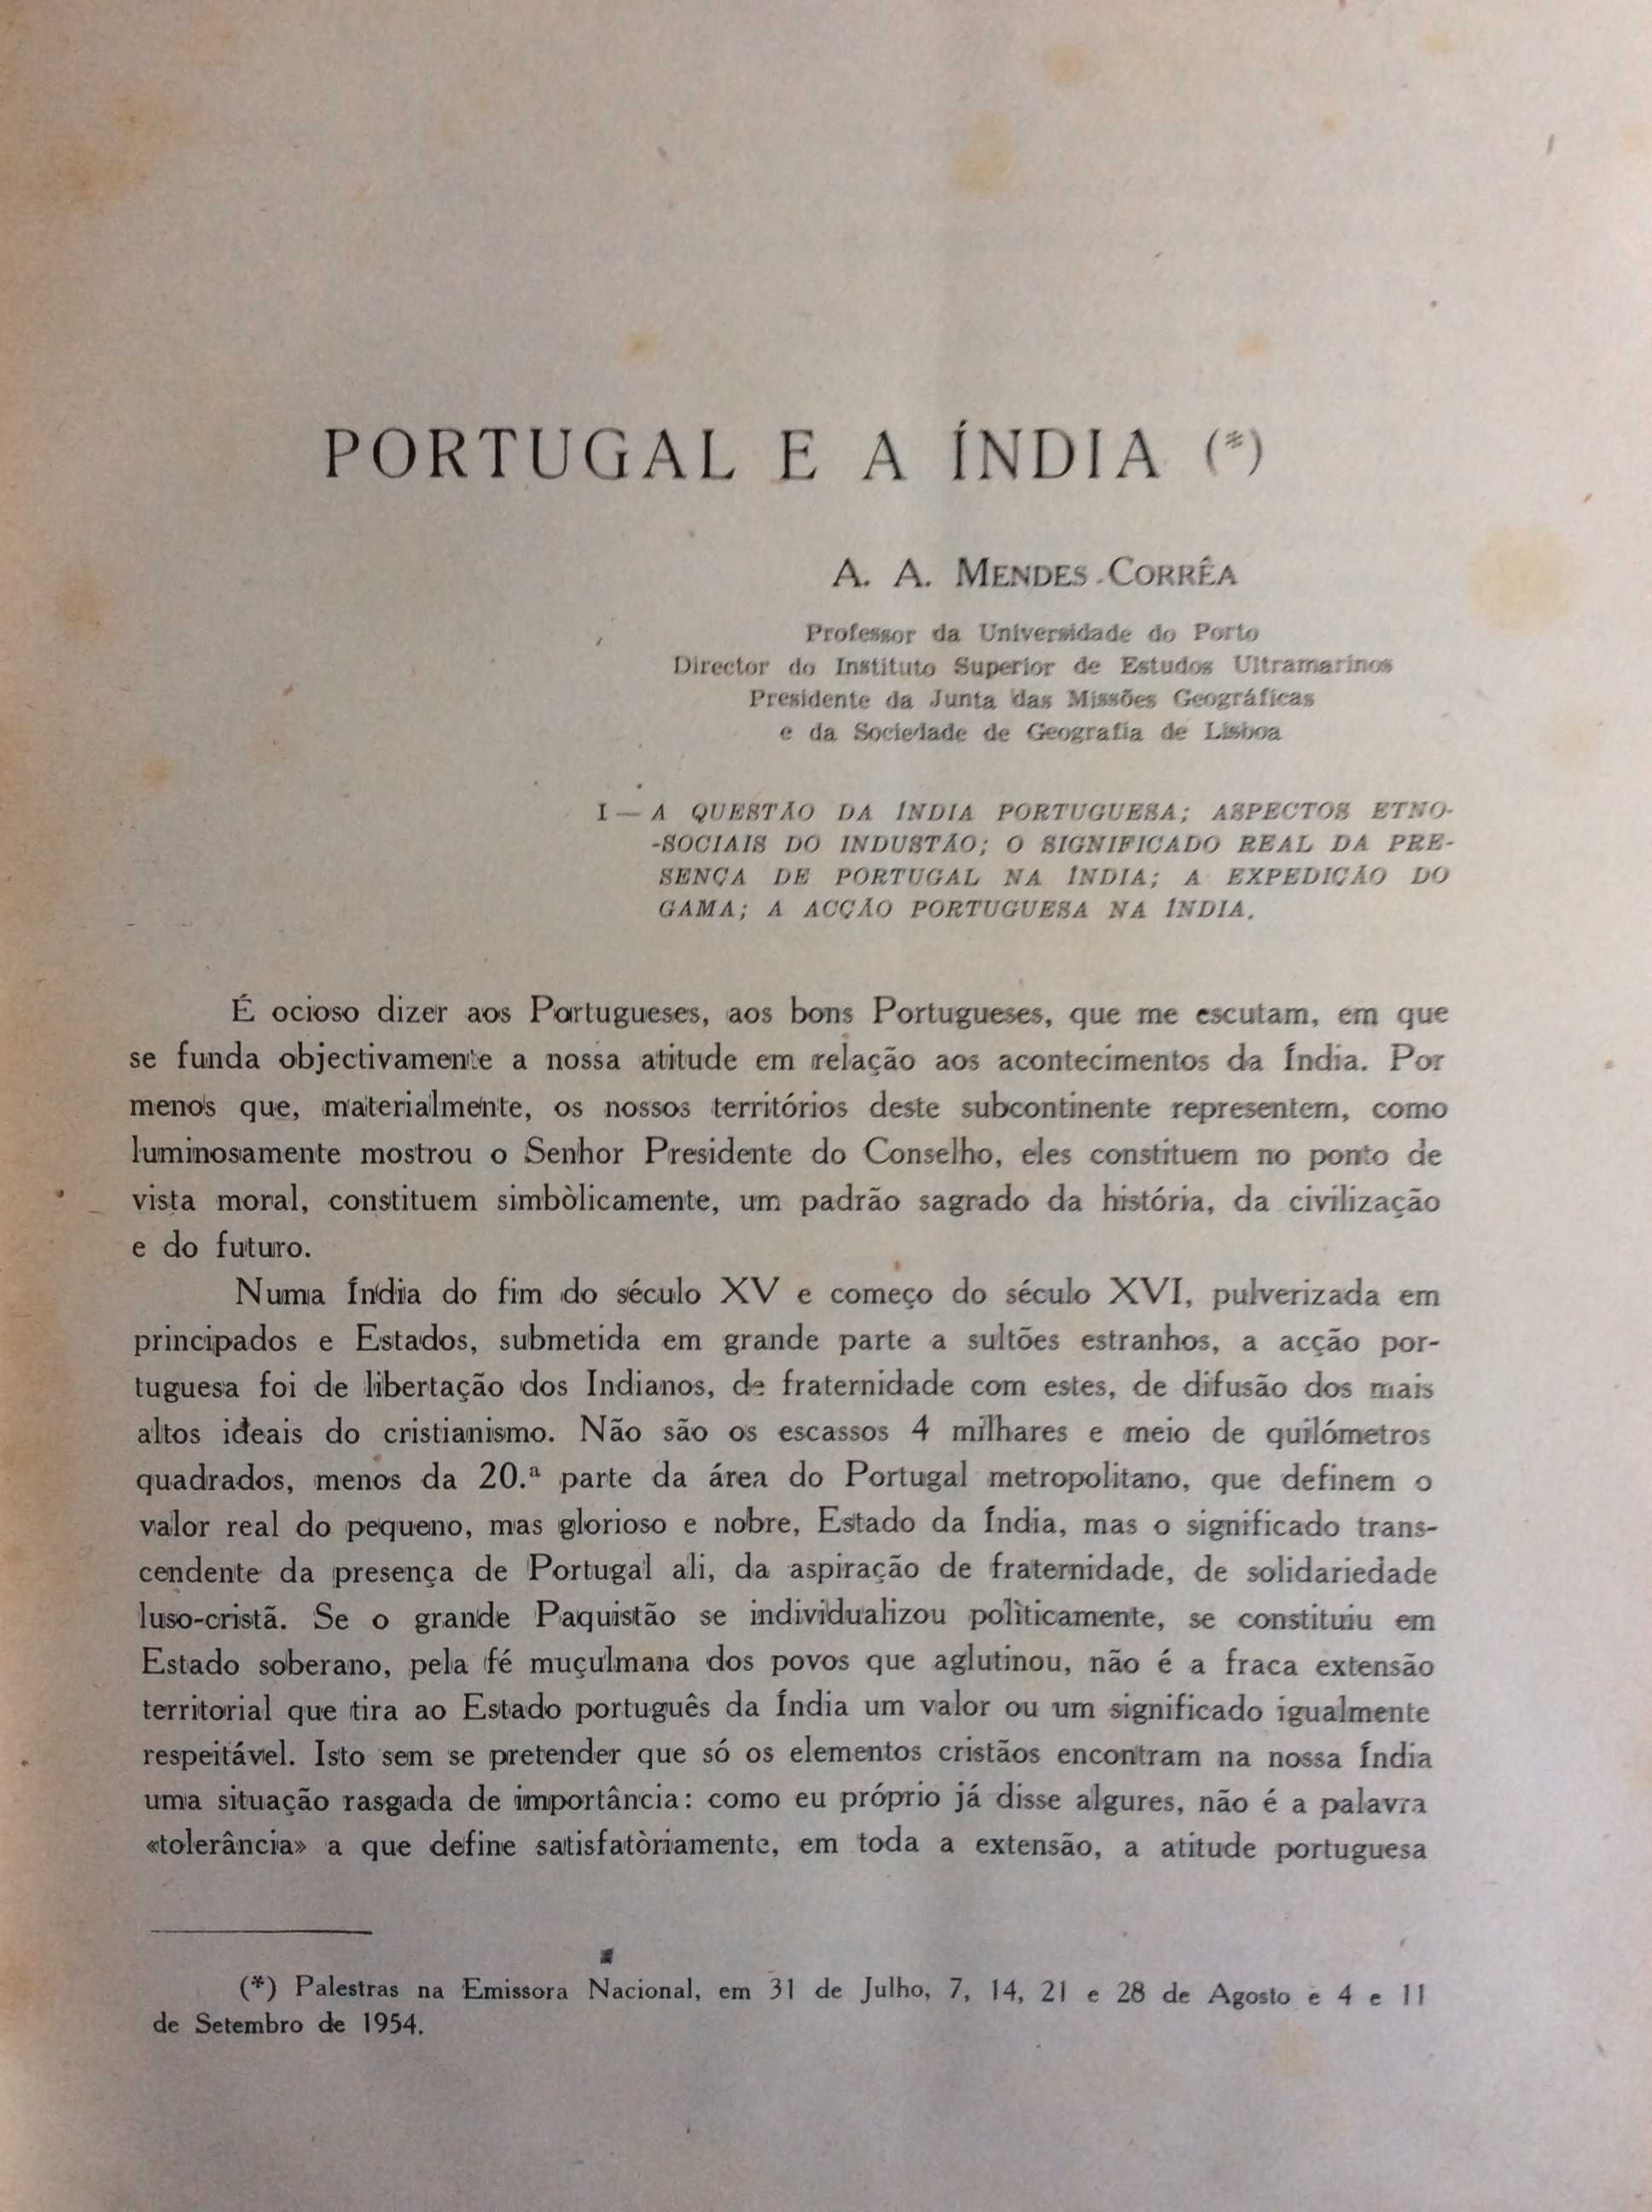 PORTUGAL E A ÍNDIA (*)
A. A. MENDES CORRÊA
Professor da Universidade do Porto
Director do Instituto Superior de Estudos Ultramarinos
Presidente da Junta das Missões Geográficas
e da Sociedade de Geografia de Lisboa
I — A QUESTÃO DA ÍNDIA PORTUGUESA; ASPECTOS ETNO-
-SOCIAIS DO INDUSTÃO; O SIGNIFICADO REAL DA PRE-
SENÇA DE PORTUGAL NA ÍNDIA; A EXPEDIÇÃO DO
GAMA; A ACÇÃO PORTUGUESA NA ÍNDIA.
É ocioso dizer aos Portugueses, aos bons Portugueses, que me escutam, em que
se funda objectivamente a nossa atitude em relação aos acontecimentos da Índia. Por
menos que, materialmente, os nossos territórios deste subcontinente representem, como
luminosamente mostrou o Senhor Presidente do Conselho, eles constituem no ponto de
vista moral, constituem simbòlicamente, um padrão sagrado da história, da civilização
e do futuro.
Numa Índia do fim do século XV e começo do século XVI, pulverizada em
principados e Estados, submetida em grande parte a sultões estranhos, a acção por-
tuguesa foi de libertação dos Indianos, de fraternidade com estes, de difusão dos mais
altos ideais do cristianismo. Não são os escassos 4 milhares e meio de quilómetros
quadrados, menos da 20.ª parte da área do Portugal metropolitano, que definem o
valor real do pequeno, mas glorioso e nobre, Estado da Índia, mas o significado trans-
cendente da presença de Portugal ali, da aspiração de fraternidade, de solidariedade
luso-cristã. Se o grande Paquistão se individualizou polìticamente, se constituiu em
Estado soberano, pela fé muçulmana dos povos que aglutinou, não é a fraca extensão
territorial que tira ao Estado português da Índia um valor ou um significado igualmente
respeitável. Isto sem se pretender que só os elementos cristãos encontram na nossa Índia
uma situação rasgada de importância: como eu próprio já disse algures, não é a palavra
«tolerância» a que define satisfatòriamente, em toda a extensão, a atitude portuguesa
(*) Palestras na Emissora Nacional, em 31 de Julho, 7, 14, 21 e 28 de Agosto e 4 e 11
de Setembro de 1954.